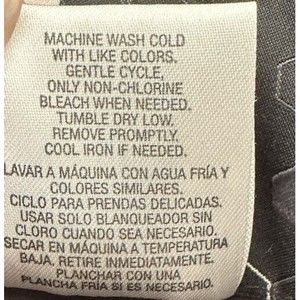 MACHINE WASH COLD
WITH LIKE COLORS.
GENTLE CYCLE,
ONLY NON-CHLORINE
BLEACH WHEN NEEDED.
TUMBLE DRY LOW,
REMOVE PROMPTLY.
COOL IRON IF NEEDED.
LAVAR A MÁQUINA CON AGUA FRÍA Y
COLORES SIMILARES.
CICLO PARA PRENDAS DELICADAS.
USAR SOLO BLANQUEADOR SIN
CLORO CUANDO SEA NECESARIO.
SECAR EN MÁQUINA A TEMPERATURA
BAJA. RETIRE INMEDIATAMENTE.
PLANCHAR CON UNA
PLANCHA FRÍA SI ES NECESARIO.